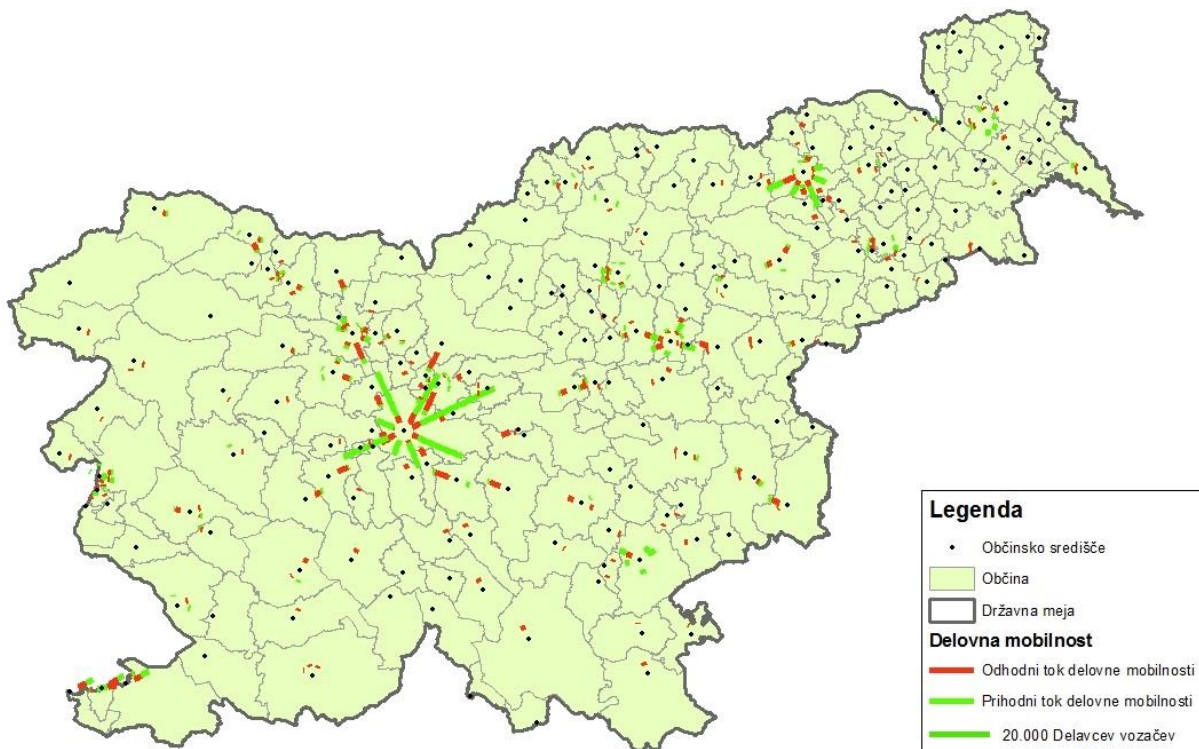 Legenda
Občinsko središče
Občina
Državna meja
Delovna mobilnost
Odhodni tok delovne mobilnosti
Prihodni tok delovne mobilnosti
20.000 Delavcev vozačev